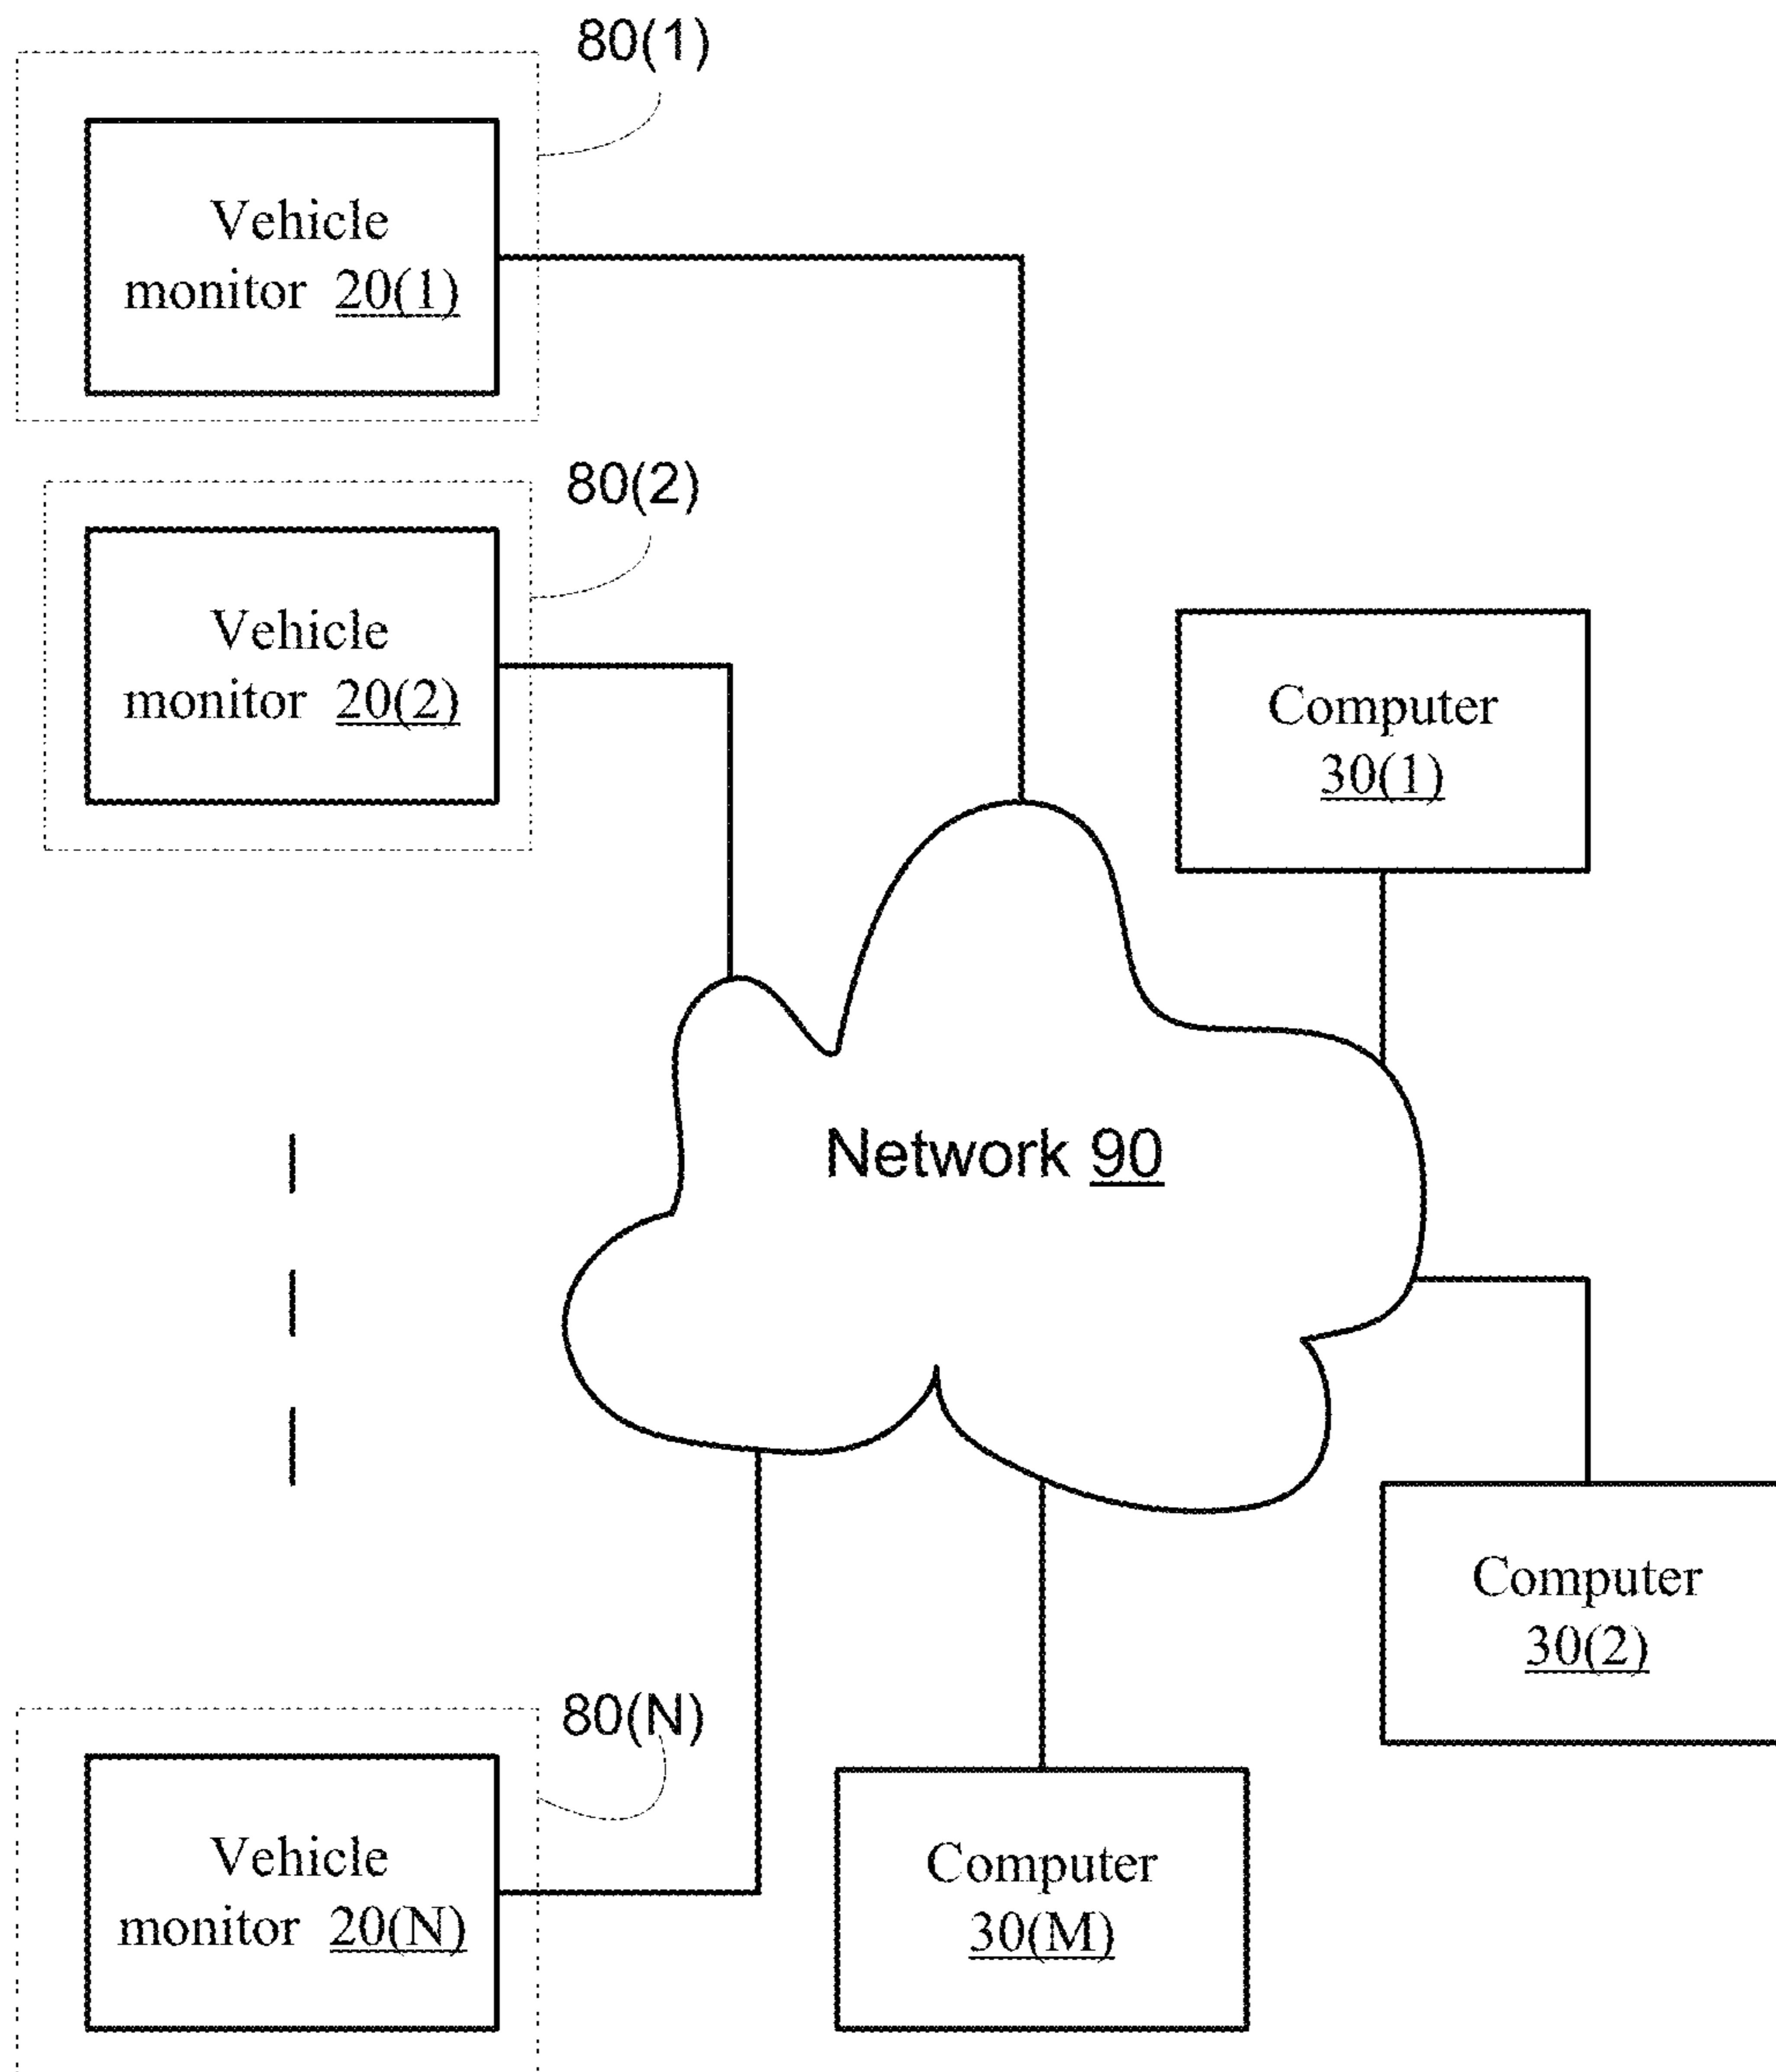 80(1)
Vehicle
monitor 20(1)
80(2)
Vehicle
monitor 20(2)
Computer
30(1)
Network 90
Computer
30(2)
80(N)
Vehicle
monitor 20(N)
Computer
30(M)